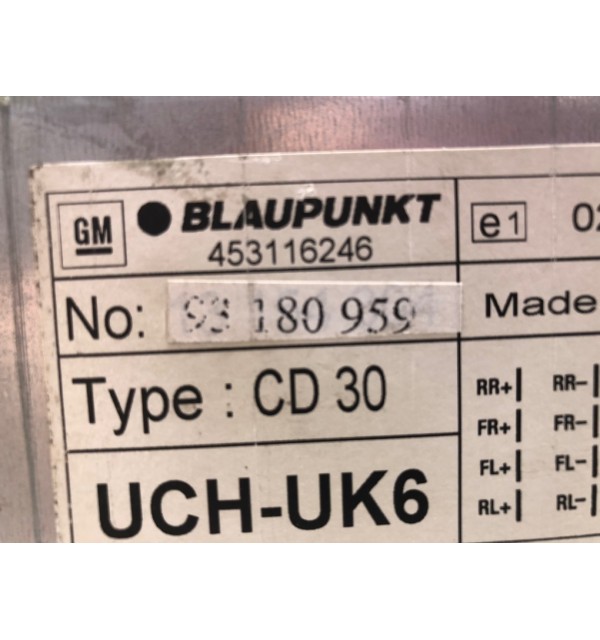 GM
BLAUPUNKT
453116246
e1
No: 93 180 959
Made
Type : CD 30
RR+ RR-
FR+ FR-
FL+ FL-
RL+ RL-
UCH-UK6